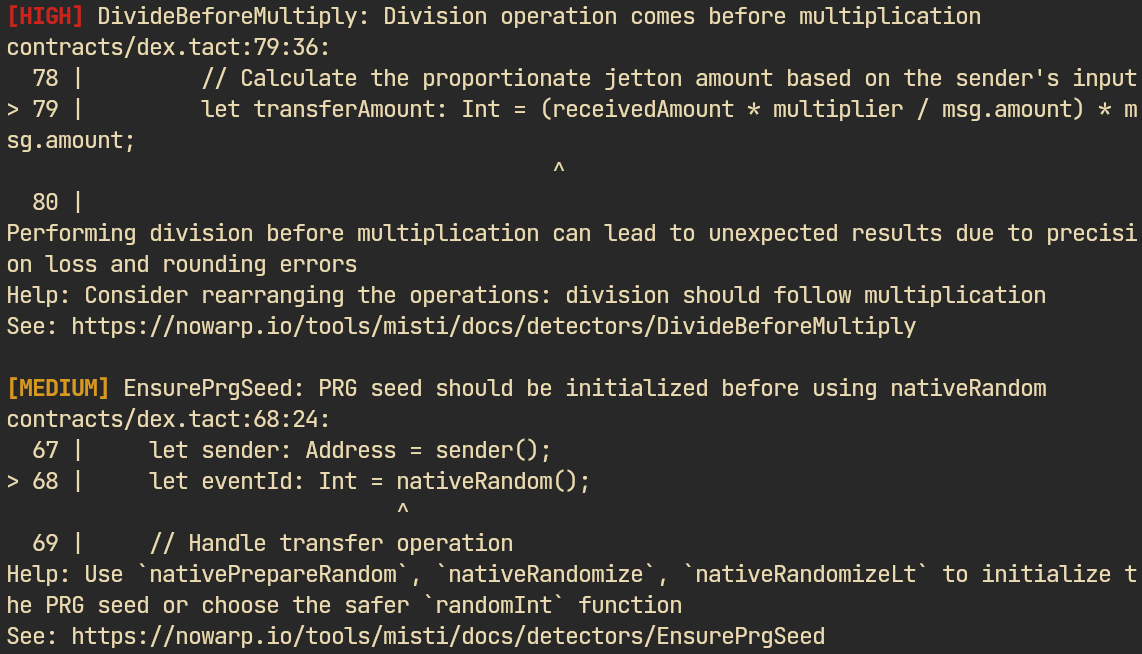 [HIGH] DivideBeforeMultiply: Division operation comes before multiplication
contracts/dex.tact:79:36:
  78 |         // Calculate the proportionate jetton amount based on the sender's input
> 79 |         let transferAmount: Int = (receivedAmount * multiplier / msg.amount) * m
sg.amount;
                                          ^
  80 |
Performing division before multiplication can lead to unexpected results due to precisi
on loss and rounding errors
Help: Consider rearranging the operations: division should follow multiplication
See: https://nowarp.io/tools/misti/docs/detectors/DivideBeforeMultiply

[MEDIUM] EnsurePrgSeed: PRG seed should be initialized before using nativeRandom
contracts/dex.tact:68:24:
  67 |     let sender: Address = sender();
> 68 |     let eventId: Int = nativeRandom();
                              ^
  69 |     // Handle transfer operation
Help: Use `nativePrepareRandom`, `nativeRandomize`, `nativeRandomizeLt` to initialize t
he PRG seed or choose the safer `randomInt` function
See: https://nowarp.io/tools/misti/docs/detectors/EnsurePrgSeed